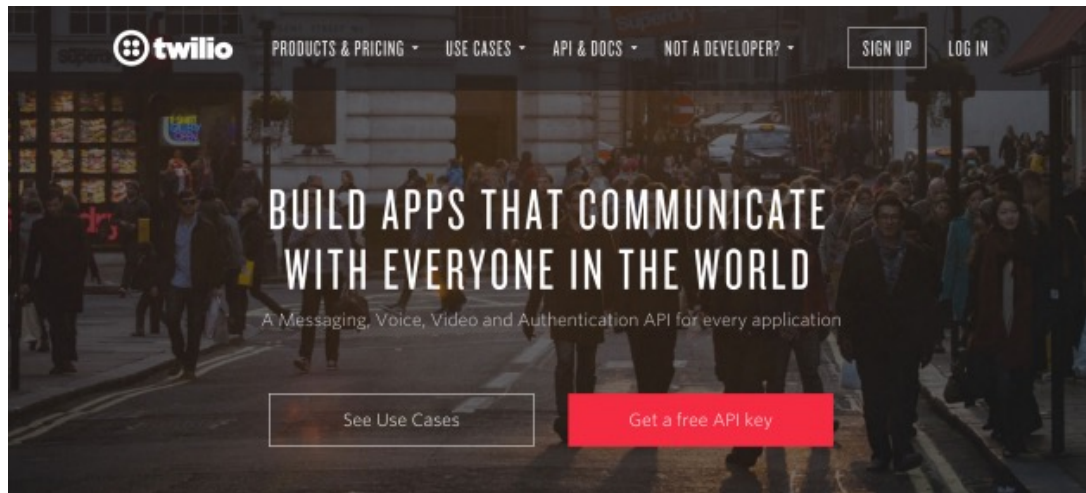 twilio
PRODUCTS & PRICING
USE CASES
API & DOCS
NOT A DEVELOPER?
SIGN UP
LOG IN
Superdry
BUILD APPS THAT COMMUNICATE
WITH EVERYONE IN THE WORLD
A Messaging, Voice, Video and Authentication API for every application
See Use Cases
Get a free API key